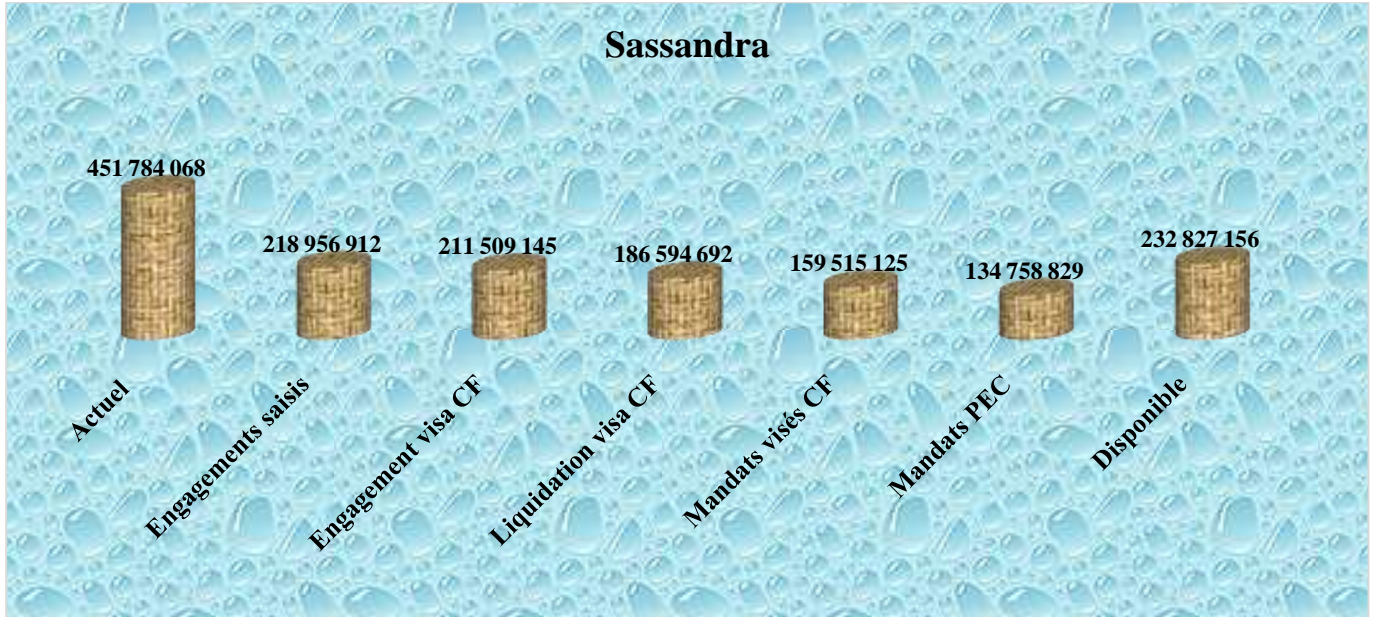 Sassandra
451 784 068
218 956 912
211 509 145
186 594 692
159 515 125
134 758 829
232 827 156
Actuel
Engagements saisis
Engagement visa CF
Liquidation visa CF
Mandats visés CF
Mandats PEC
Disponible